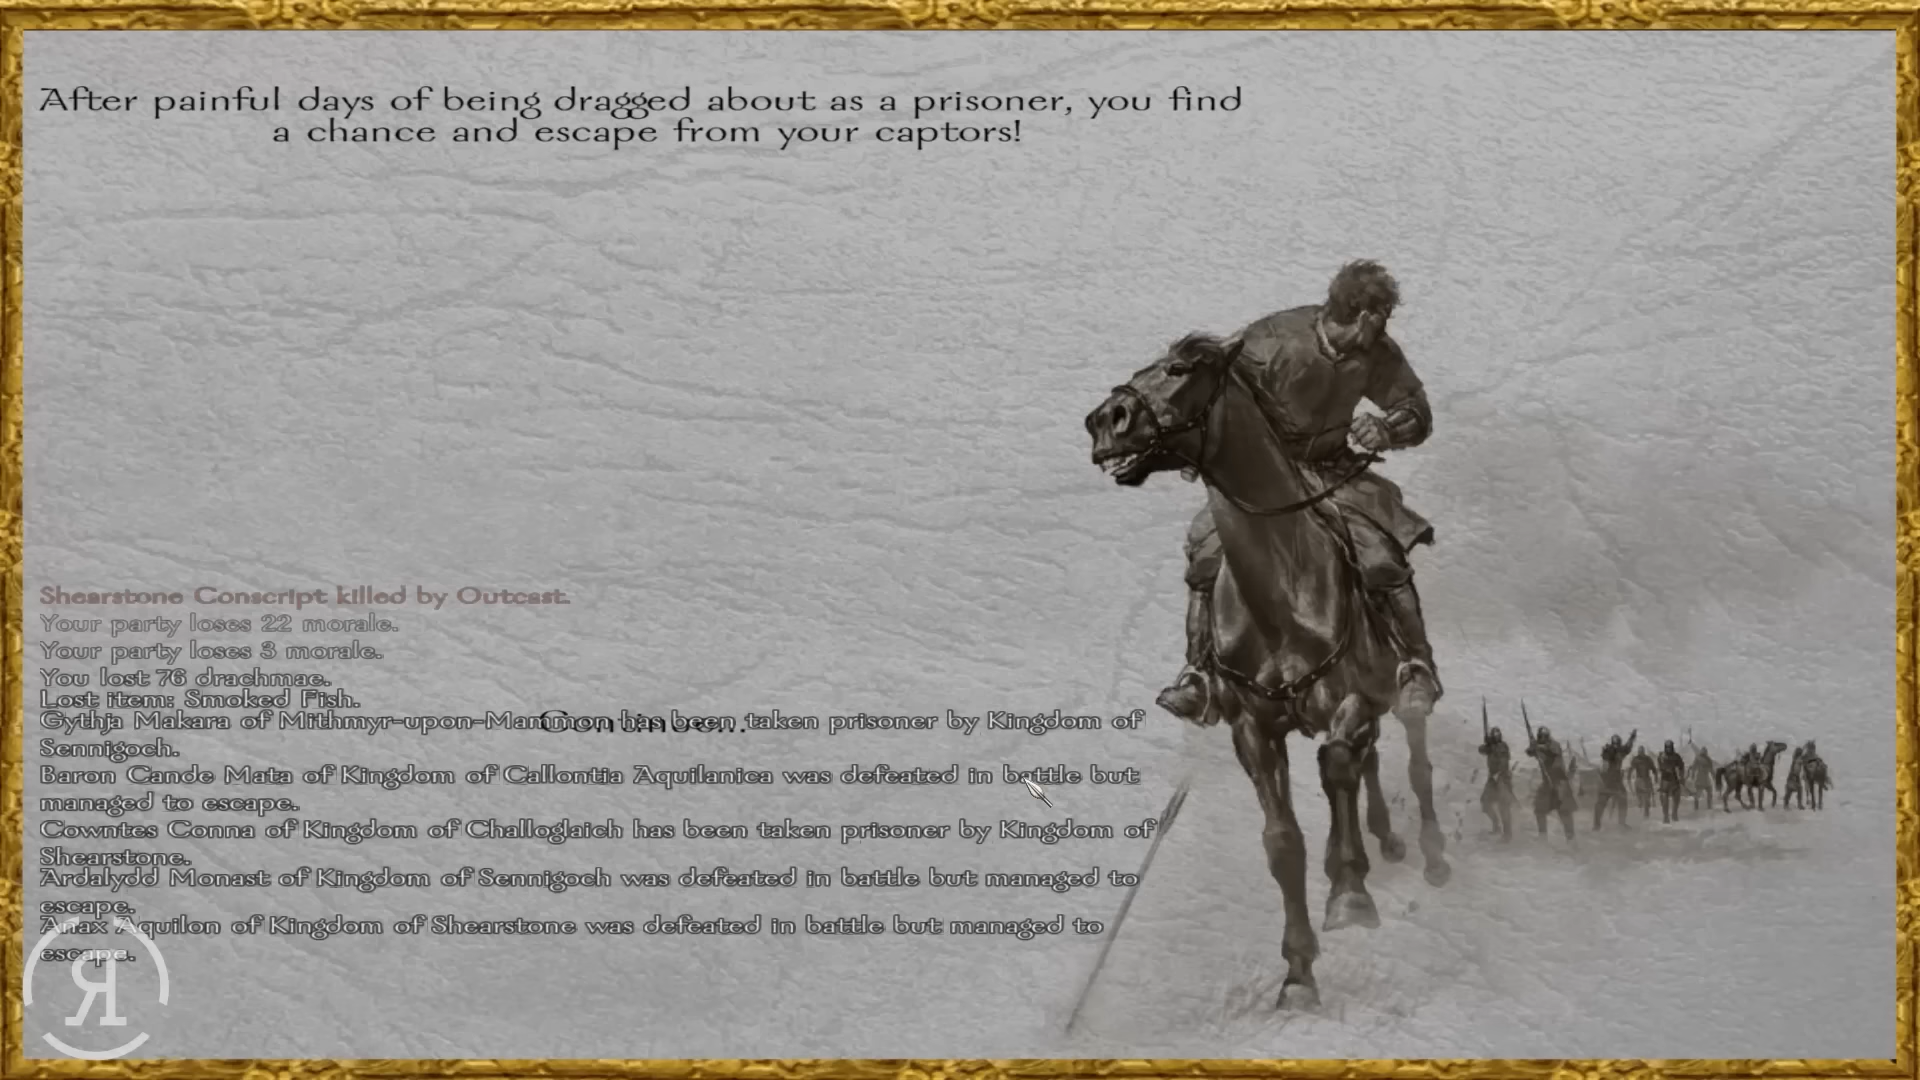 After painful days of being dragged about as a prisoner, you find
a chance and escape from your captors!
Shearstone Conscript killed by Outcast.
Your party loses 22 morale.
Your party loses 3 morale.
You lost 76 drachmae.
Lost item: Smoked Fish.
Continue...
Gythja Makara of Mithmyr-upon-Mammon has been taken prisoner by Kingdom of
Sennigoch.
Baron Cande Mata of Kingdom of Callontia Aquilanica was defeated in battle but
managed to escape.
Cowntes Conna of Kingdom of Challoglaich has been taken prisoner by Kingdom of
Shearstone.
Ardalydd Monast of Kingdom of Sennigoch was defeated in battle but managed to
escape.
Anax Aquilon of Kingdom of Shearstone was defeated in battle but managed to
escape.